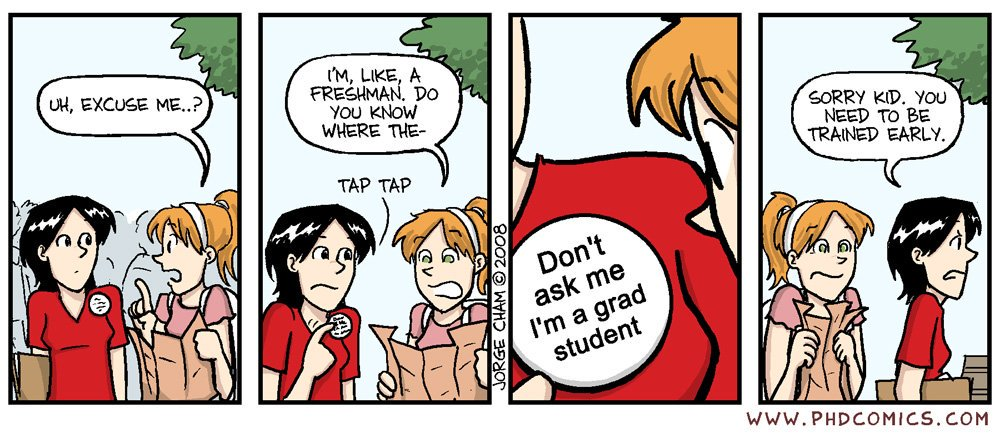 UH, EXCUSE ME..?
I'M, LIKE, A
FRESHMAN. DO
YOU KNOW
WHERE THE-
TAP TAP
JORGE CHAM ©2008
Don't
ask me
I'm a grad
student
SORRY KID. YOU
NEED TO BE
TRAINED EARLY.
WWW.PHDCOMICS.COM